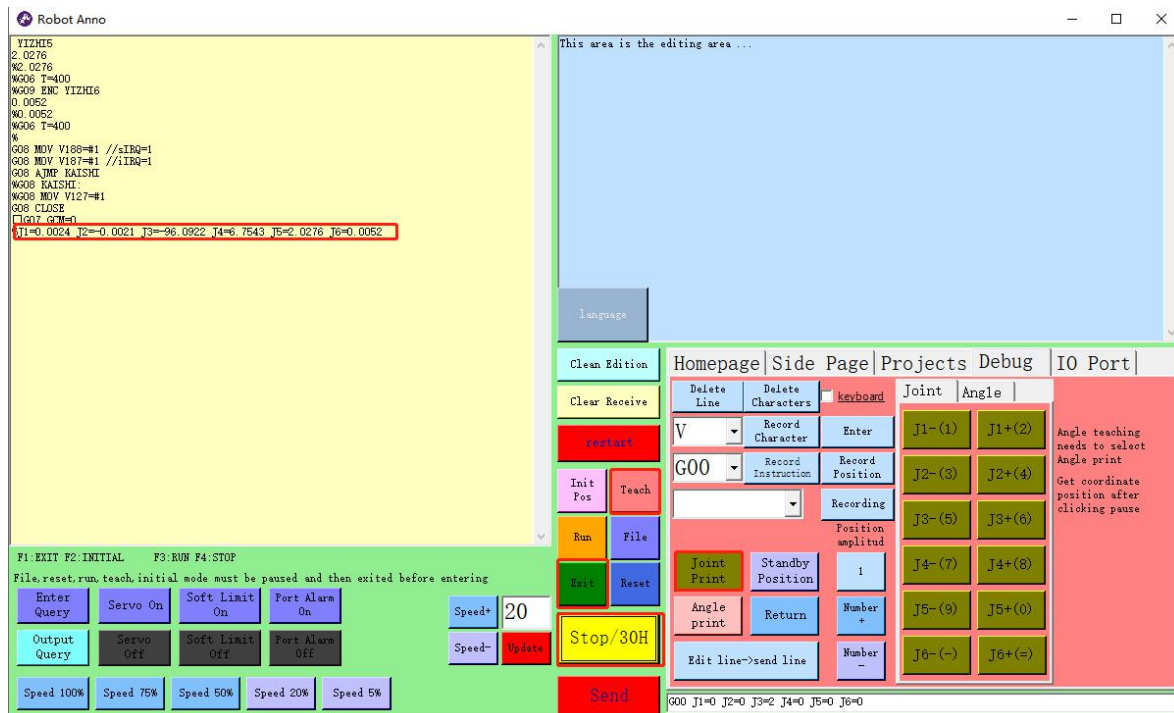 Robot Anno
YIZHI5
2.0276
%2.0276
%G06 T=400
%G09 ENC YIZHI6
0.0052
%0.0052
%G06 T=400
%
G08 MOV V188=#1 //sIRQ=1
G08 MOV V187=#1 //iIRQ=1
G08 AJMP KAISHI
%G08 KAISHI:
%G08 MOV V127=#1
G08 CLOSE
G07 GCM=0
%J1=0.0024 J2=-0.0021 J3=-96.0922 J4=6.7543 J5=2.0276 J6=0.0052
F1:EXIT F2:INITIAL F3:RUN F4:STOP
File,reset,run,teach,initial mode must be paused and then exited before entering
Enter Query
Servo On
Soft Limit On
Port Alarm On
Speed+
20
Output Query
Servo Off
Soft Limit Off
Port Alarm Off
Speed-
Update
Speed 100%
Speed 75%
Speed 50%
Speed 20%
Speed 5%
This area is the editing area ...
language
Clean Edition
Clear Receive
restart
Init Pos
Teach
Run
File
Exit
Reset
Stop/30H
Send
Homepage
Side Page
Projects
Debug
IO Port
Delete Line
Delete Characters
keyboard
V
Record Character
Enter
G00
Record Instruction
Record Position
Recording
Position amplitud
Joint Print
Standby Position
1
Angle print
Return
Number +
Edit line->send line
Number -
Joint
Angle
J1-(1)
J1+(2)
J2-(3)
J2+(4)
J3-(5)
J3+(6)
J4-(7)
J4+(8)
J5-(9)
J5+(0)
J6-(-)
J6+(=)
Angle teaching
needs to select
Angle print
Get coordinate
position after
clicking pause
G00 J1=0 J2=0 J3=2 J4=0 J5=0 J6=0